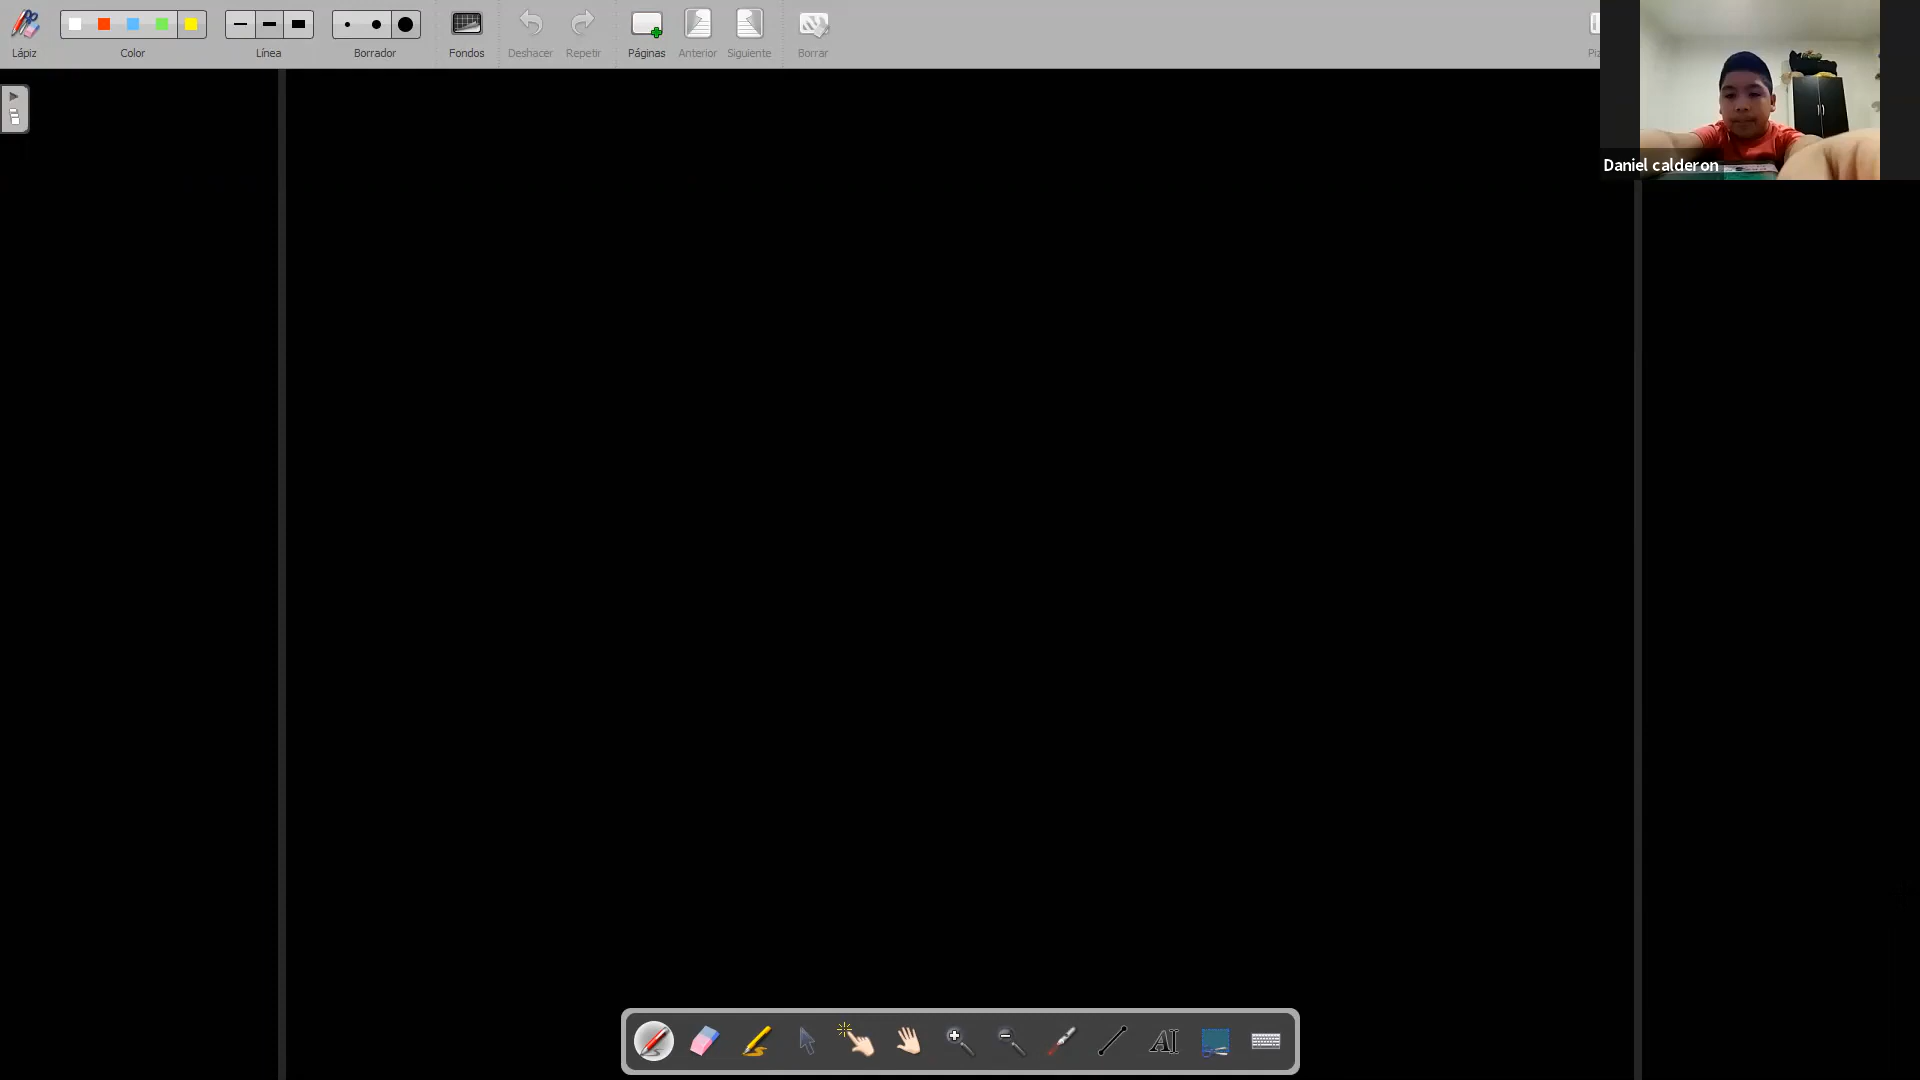 Lápiz
Color
Línea
Borrador
Fondos
Deshacer
Repetir
Páginas
Anterior
Siguiente
Borrar
Daniel calderon